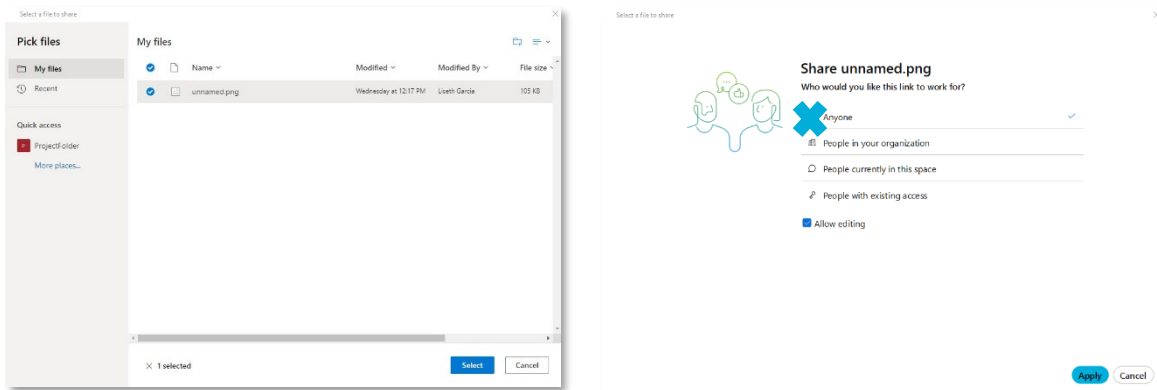 Select a file to share
Pick files
My files
Recent
Quick access
ProjectFolder
More places...
My files
Name Modified Modified By File size
unnamed.png Wednesday at 12:17 PM Liseth Garcia 105 KB
1 selected
Select Cancel
Select a file to share
Share unnamed.png
Who would you like this link to work for?
Anyone
People in your organization
People currently in this space
People with existing access
Allow editing
Apply Cancel